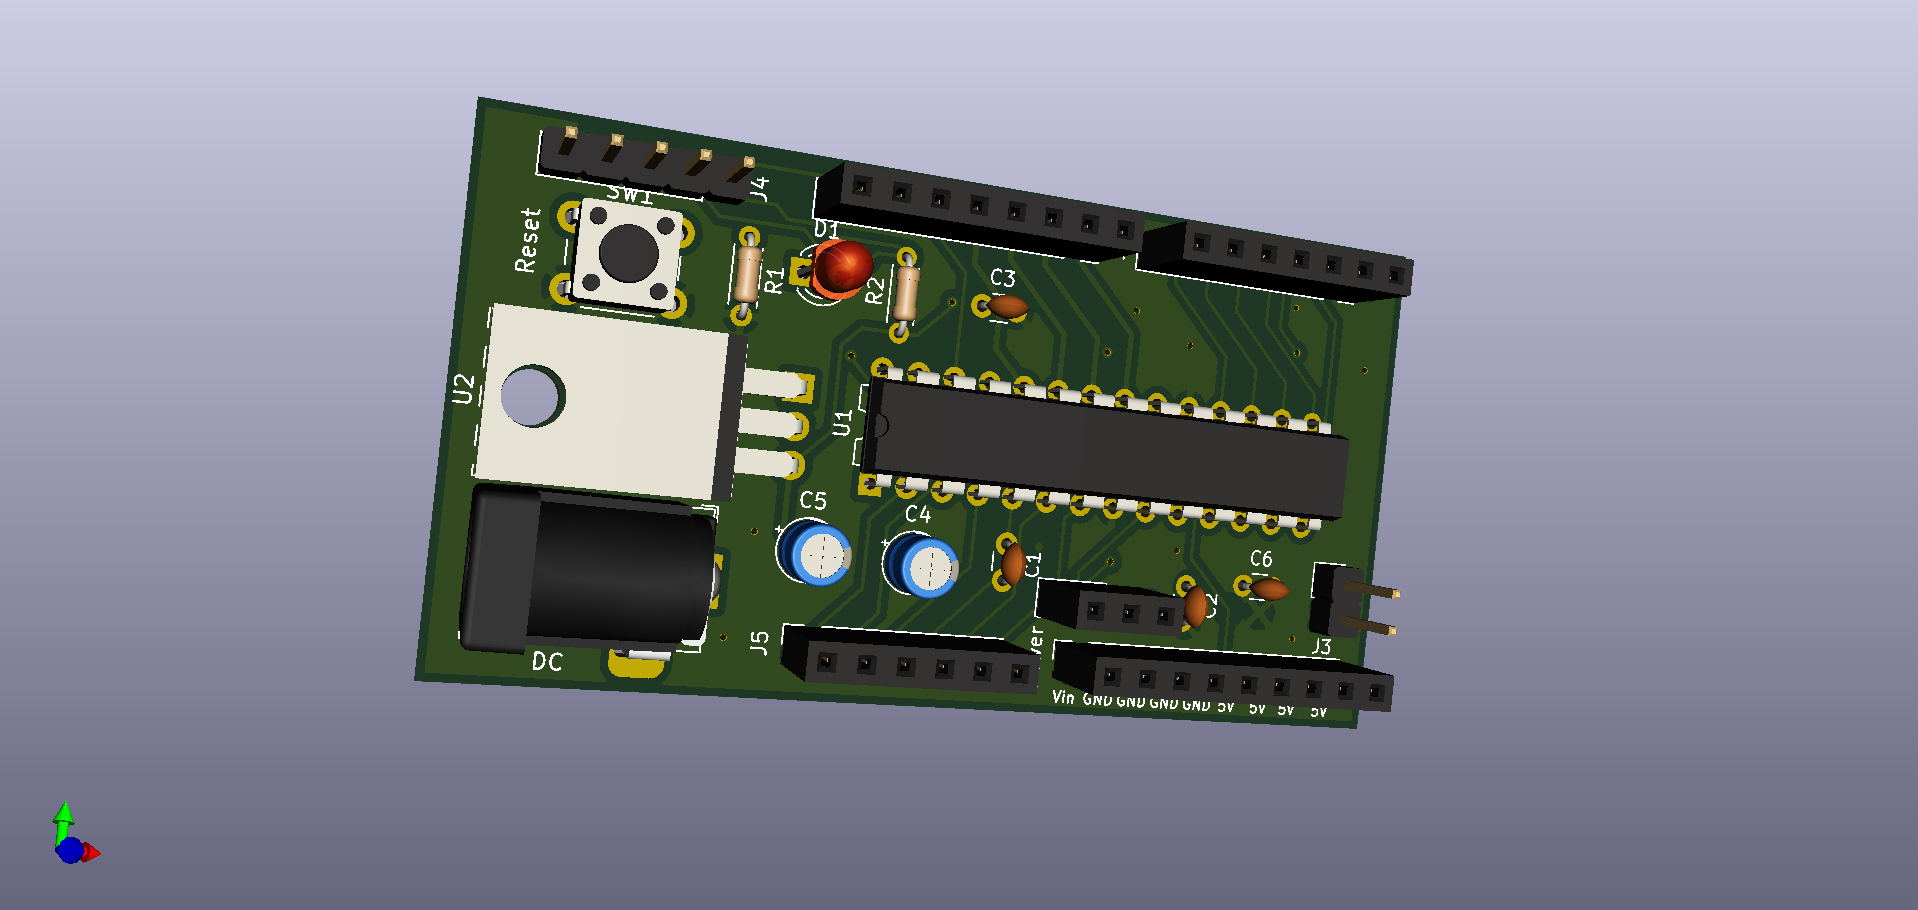 J4
SW1
Reset
D1
R1
R2
C3
U2
U1
C5
C4
C1
C6
C2
J5
J3
DC
Vin GND GND GND GND 5V 5V 5V 5V